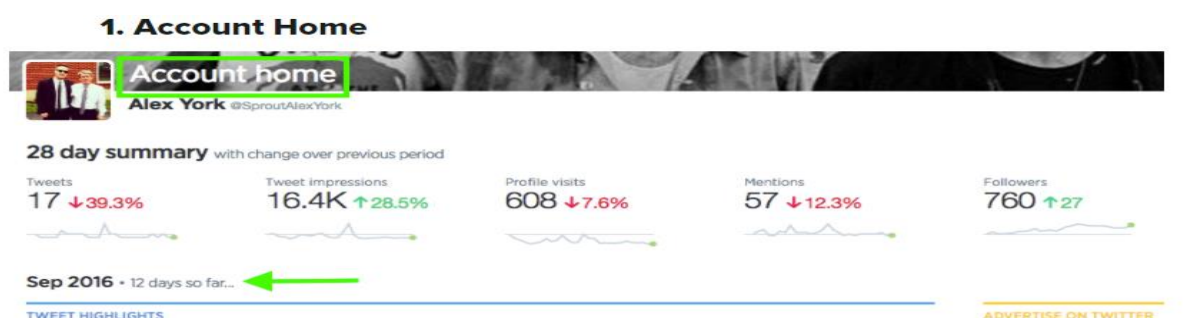 1. Account Home
Account home
Alex York @SproutAlexYork
28 day summary with change over previous period
Tweets
17 ↓39.3%
Tweet impressions
16.4K ↑28.5%
Profile visits
608 ↓7.6%
Mentions
57 ↓12.3%
Followers
760 ↑27
Sep 2016 • 12 days so far...
TWEET HIGHLIGHTS
ADVERTISE ON TWITTER